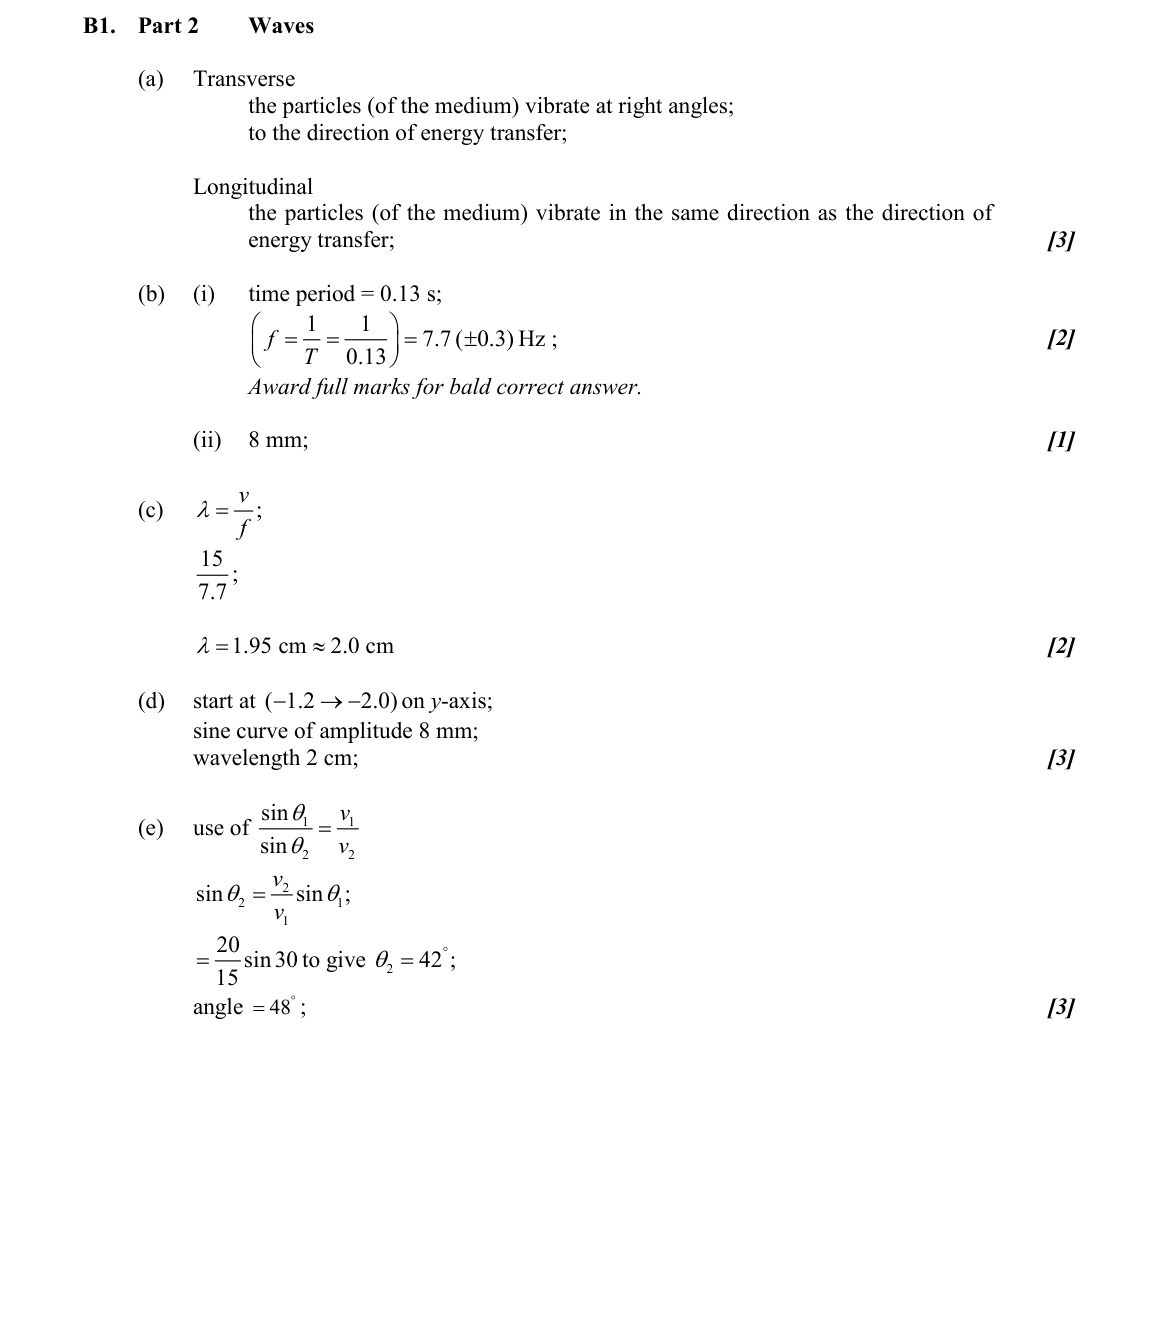 B1. Part 2 Waves
(a) Transverse
the particles (of the medium) vibrate at right angles;
to the direction of energy transfer;
Longitudinal
the particles (of the medium) vibrate in the same direction as the direction of
energy transfer; [3]
(b) (i) time period = 0.13 s;
(f = 1/T = 1/0.13) = 7.7 (±0.3) Hz ; [2]
Award full marks for bald correct answer.
(ii) 8 mm; [1]
(c) λ = v/f;
15/7.7;
λ = 1.95 cm ≈ 2.0 cm [2]
(d) start at (−1.2 → −2.0) on y-axis;
sine curve of amplitude 8 mm;
wavelength 2 cm; [3]
(e) use of sin θ₁/sin θ₂ = v₁/v₂
sin θ₂ = v₂/v₁ sin θ₁;
= 20/15 sin 30 to give θ₂ = 42°;
angle = 48° ; [3]